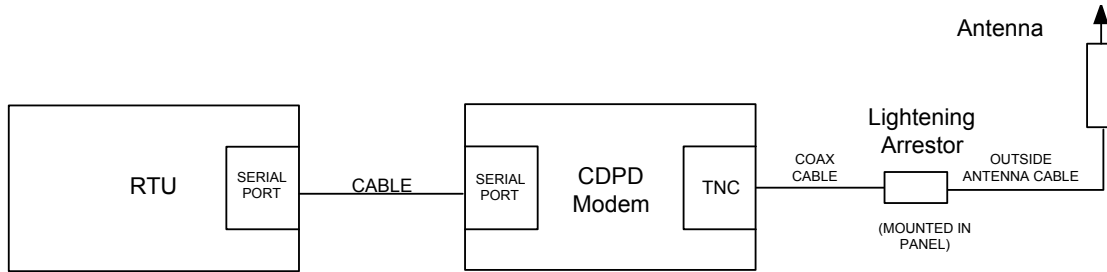 Antenna
Lightening
Arrestor
RTU
SERIAL
PORT
CABLE
SERIAL
PORT
CDPD
Modem
TNC
COAX
CABLE
OUTSIDE
ANTENNA CABLE
(MOUNTED IN
PANEL)